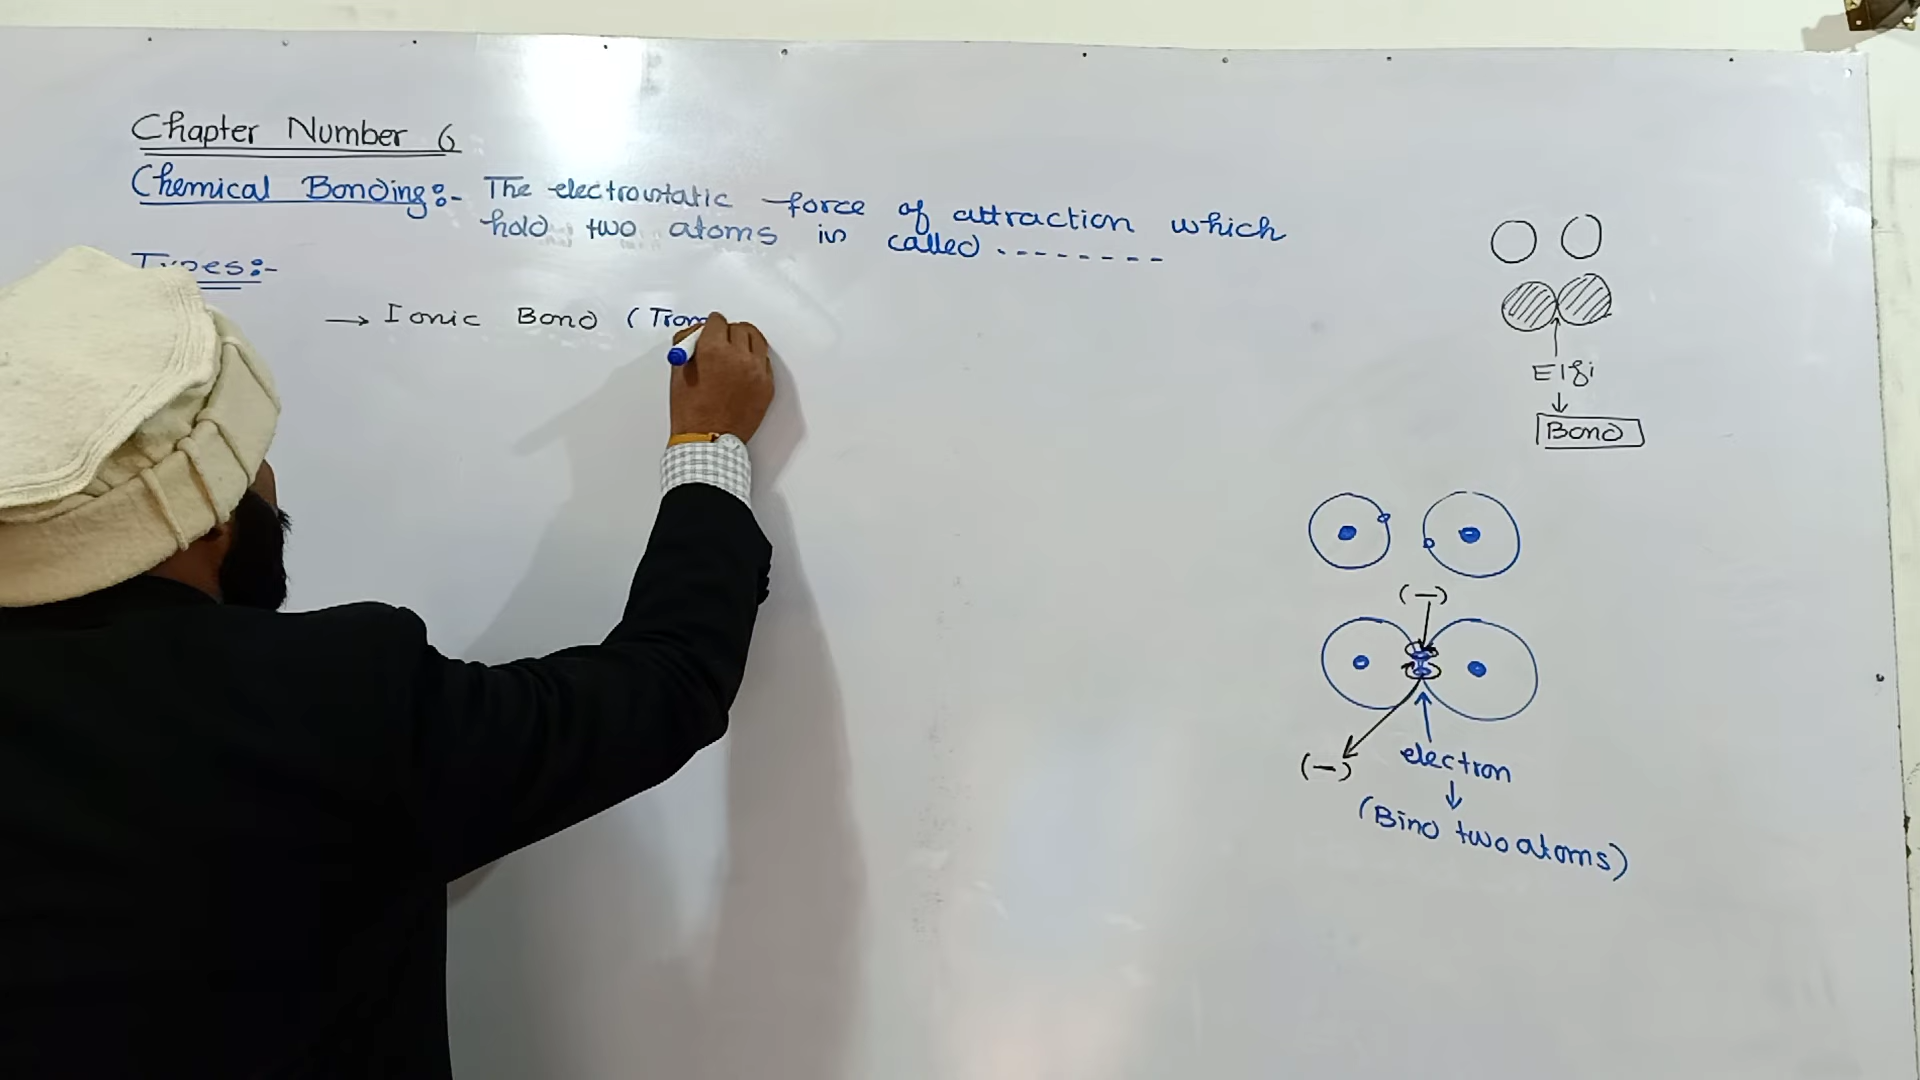 Chapter Number 6
Chemical Bonding:- The electrostatic force of attraction which
hold two atoms is called --------
Types:-
→ Ionic Bond (Tran
Elfi
↓
Bond
(—)
(—)
electron
↓
(Bind two atoms)